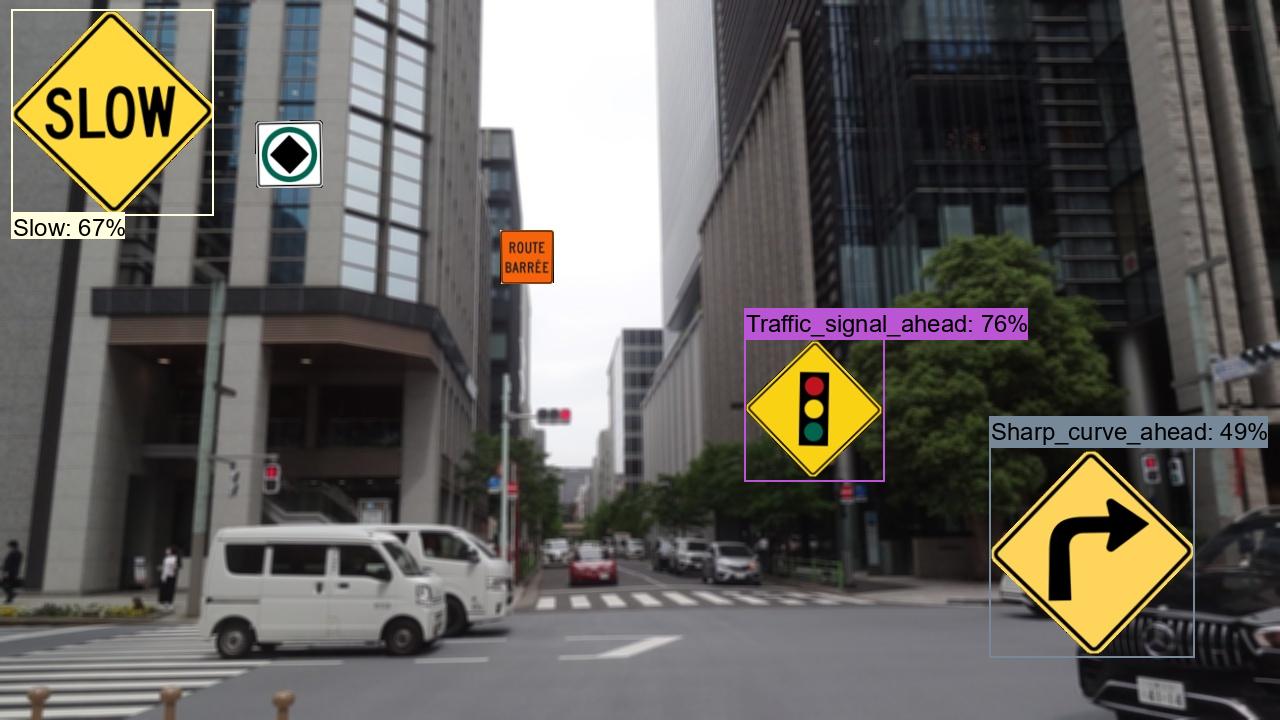 SLOW
Slow: 67%
ROUTE
BARRÉE
Traffic_signal_ahead: 76%
Sharp_curve_ahead: 49%